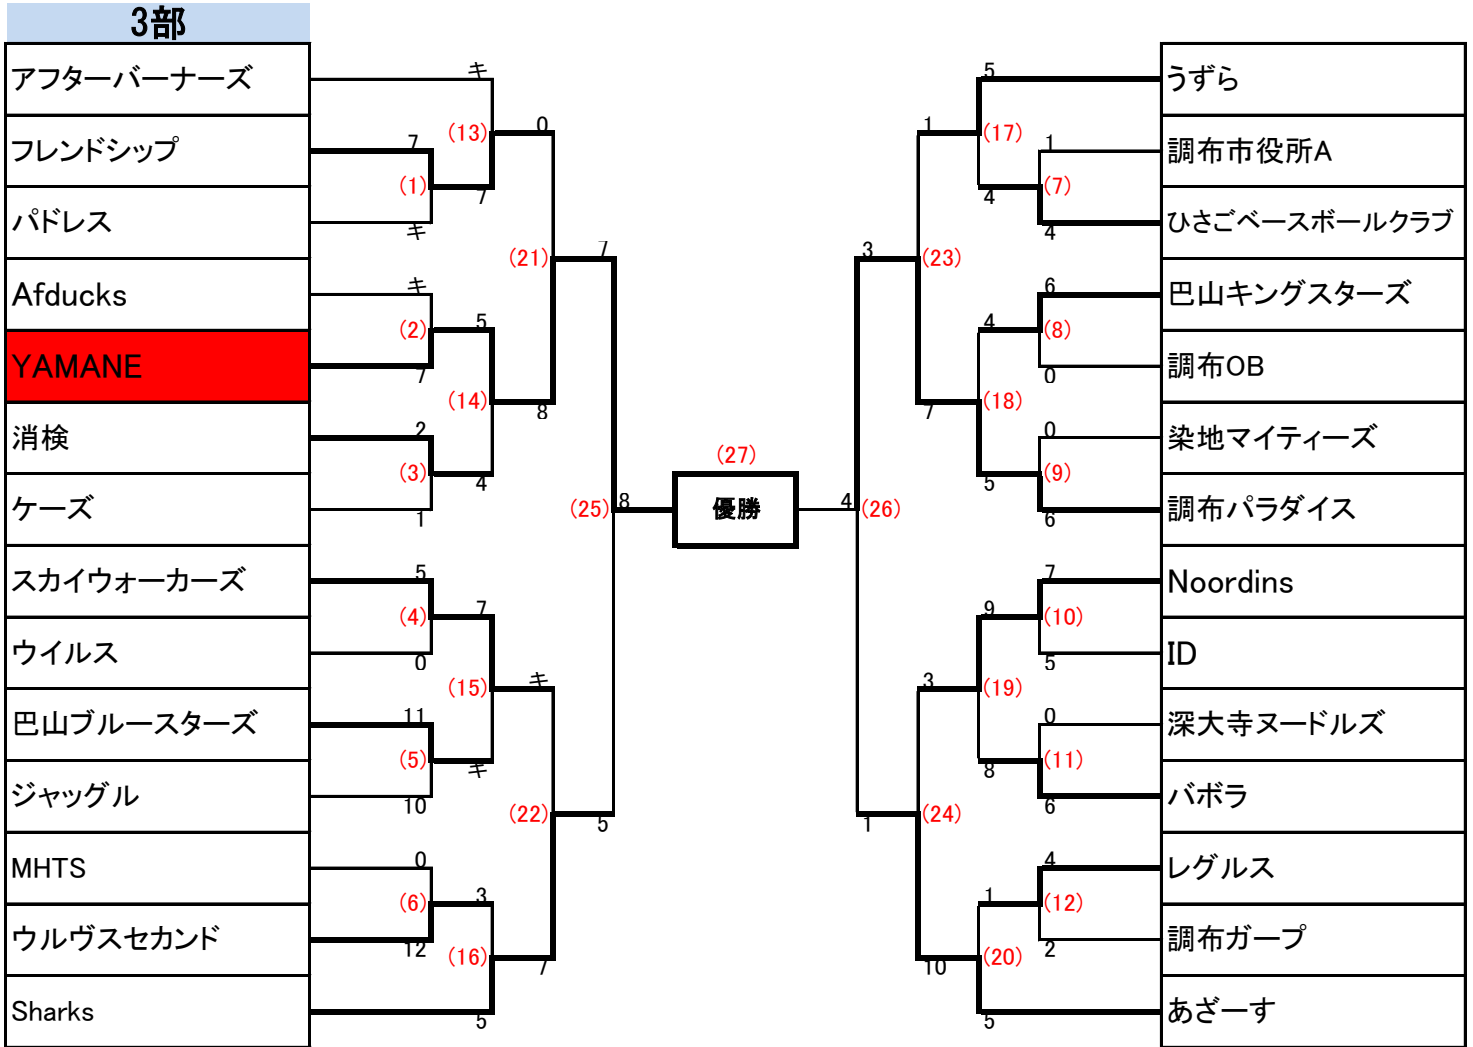 3部
アフターバーナーズ
フレンドシップ
パドレス
Afducks
YAMANE
消検
ケーズ
スカイウォーカーズ
ウイルス
巴山ブルースターズ
ジャッグル
MHTS
ウルヴスセカンド
Sharks
キ
(13)
0
7
(1)
7
キ
(21)
7
キ
(2)
5
7
(14)
8
2
(3)
4
1
(25)
8
5
(4)
7
0
(15)
キ
11
(5)
キ
10
(22)
5
0
(6)
3
12
(16)
7
5
(27)
優勝
5
1
(17)
1
4
(7)
4
3
(23)
6
4
(8)
0
7
(18)
0
5
(9)
6
4
(26)
7
9
(10)
5
3
(19)
0
8
(11)
6
1
(24)
4
1
(12)
2
10
(20)
5
うずら
調布市役所A
ひさごベースボールクラブ
巴山キングスターズ
調布OB
染地マイティーズ
調布パラダイス
Noordins
ID
深大寺ヌードルズ
バボラ
レグルス
調布ガープ
あざーす